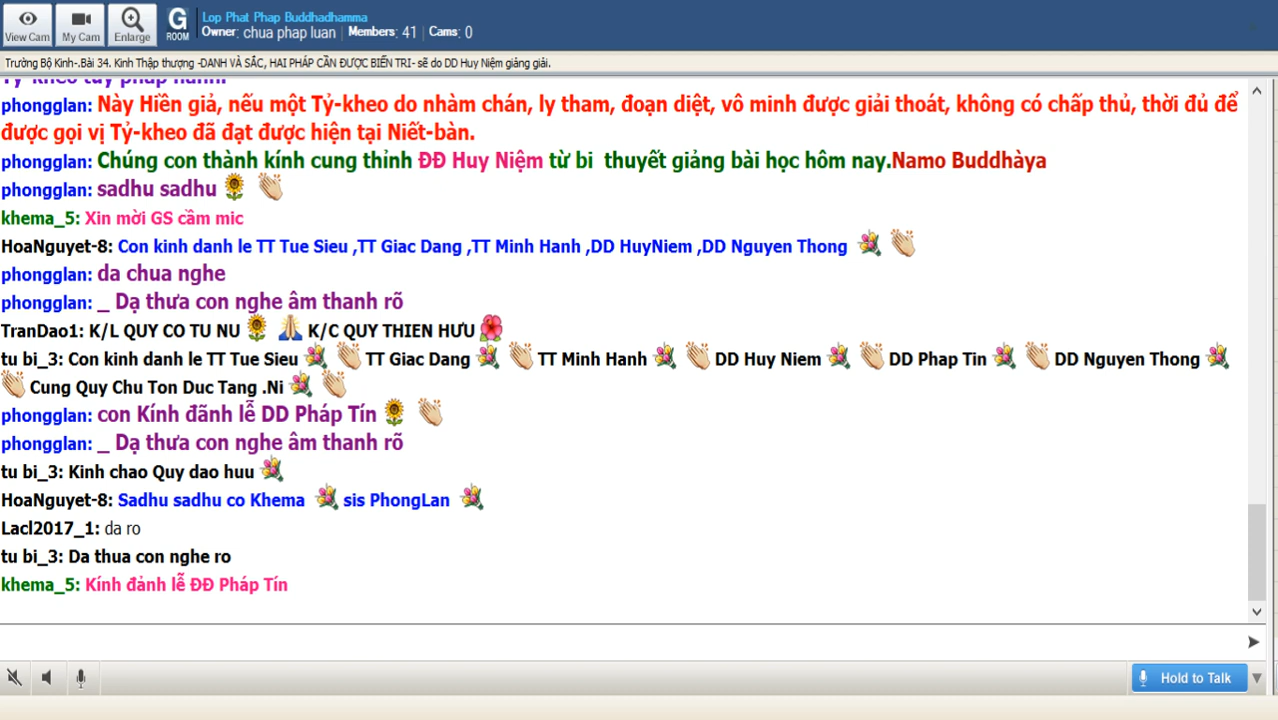 View Cam
My Cam
Enlarge
G
ROOM
Lop Phat Phap Buddhadhamma
Owner: chua phap luan | Members: 41 | Cams: 0
Trường Bộ Kinh-.Bài 34. Kinh Thập thượng -DANH VÀ SẮC, HAI PHÁP CẦN ĐƯỢC BIẾN TRI- sẽ do DD Huy Niệm giảng giải.
phongglan: Này Hiền giả, nếu một Tỷ-kheo do nhàm chán, ly tham, đoạn diệt, vô minh được giải thoát, không có chấp thủ, thời đủ để
được gọi vị Tỷ-kheo đã đạt được hiện tại Niết-bàn.
phongglan: Chúng con thành kính cung thỉnh ĐĐ Huy Niệm từ bi thuyết giảng bài học hôm nay.Namo Buddhàya
phongglan: sadhu sadhu
khema_5: Xin mời GS cầm mic
HoaNguyet-8: Con kinh danh le TT Tue Sieu ,TT Giac Dang ,TT Minh Hanh ,DD HuyNiem ,DD Nguyen Thong
phongglan: da chua nghe
phongglan: _ Dạ thưa con nghe âm thanh rõ
TranDao1: K/L QUY CO TU NU K/C QUY THIEN HƯU
tu bi_3: Con kinh danh le TT Tue Sieu TT Giac Dang TT Minh Hanh DD Huy Niem DD Phap Tin DD Nguyen Thong
Cung Quy Chu Ton Duc Tang .Ni
phongglan: con Kính đãnh lễ DD Pháp Tín
phongglan: _ Dạ thưa con nghe âm thanh rõ
tu bi_3: Kinh chao Quy dao huu
HoaNguyet-8: Sadhu sadhu co Khema sis PhongLan
Lacl2017_1: da ro
tu bi_3: Da thua con nghe ro
khema_5: Kính đảnh lễ ĐĐ Pháp Tín
Hold to Talk